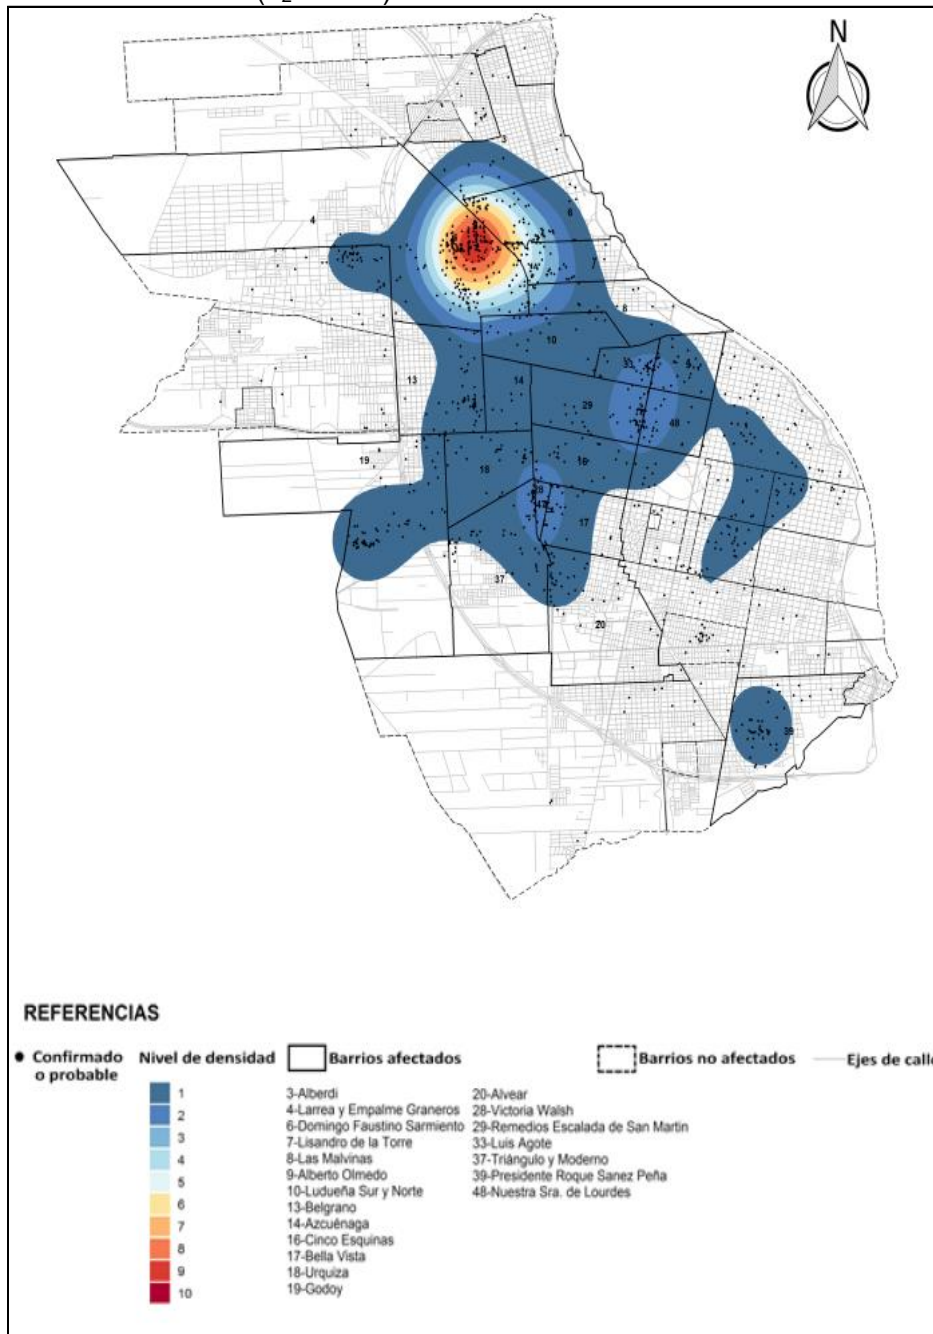 N
3
4
6
8
10
33
9
13
14
29
48
19
18
16
28
17
37
20
39
REFERENCIAS
Confirmado
o probable
Nivel de densidad
1
2
3
4
5
6
7
8
9
10
Barrios afectados
3-Alberdi
4-Larrea y Empalme Graneros
6-Domingo Faustino Sarmiento
7-Lisandro de la Torre
8-Las Malvinas
9-Alberto Olmedo
10-Ludueña Sur y Norte
13-Belgrano
14-Azcuénaga
16-Cinco Esquinas
17-Bella Vista
18-Urquiza
19-Godoy
20-Alvear
28-Victoria Walsh
29-Remedios Escalada de San Martin
33-Luis Agote
37-Triángulo y Moderno
39-Presidente Roque Sanez Peña
48-Nuestra Sra. de Lourdes
Barrios no afectados
Ejes de calle